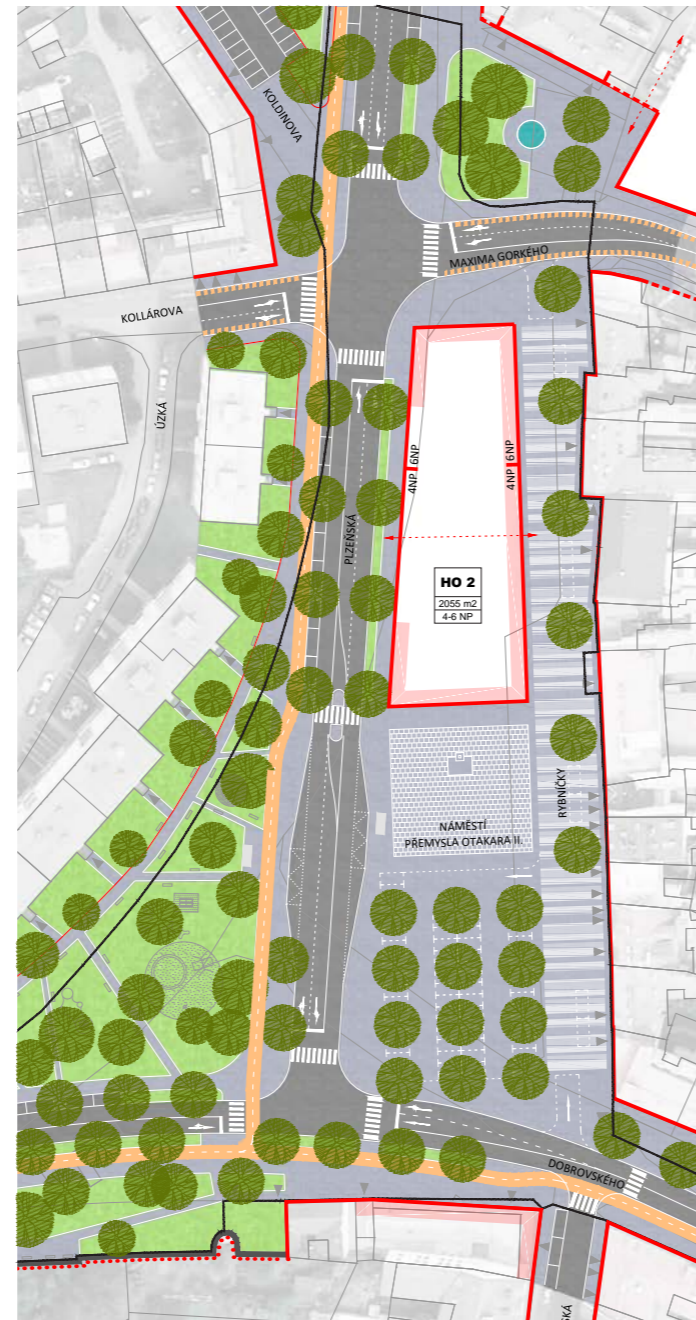 KOLDINOVA
MAXIMA GORKÉHO
KOLLÁROVA
ÚZKÁ
4NP 6NP
4NP 6NP
PLZEŇSKÁ
HO 2
2055 m2
4-6 NP
RYBNÍČKY
NÁMĚSTÍ
PŘEMYSLA OTAKARA II.
DOBROVSKÉHO